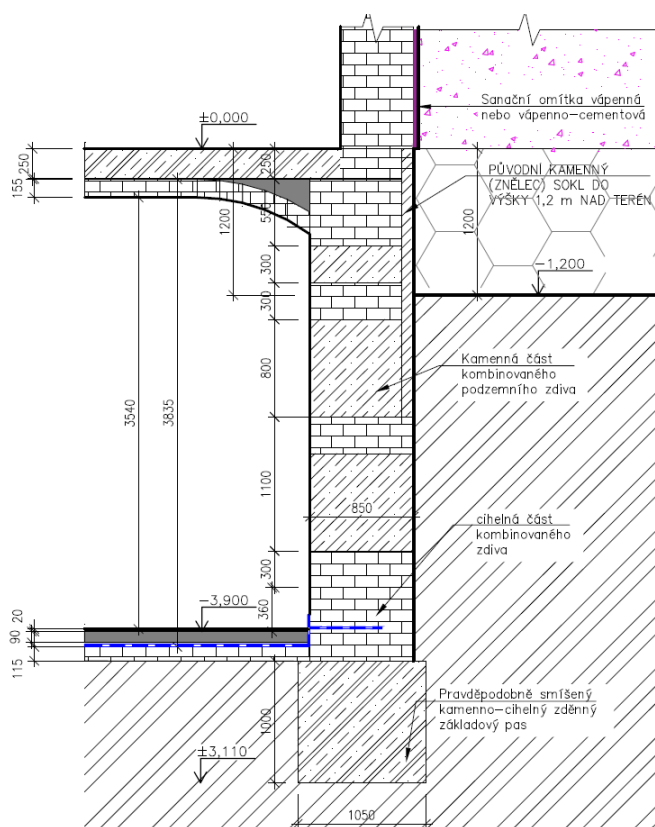 Sanační omítka vápenná
nebo vápenno-cementová
±0,000
250
155
250
550
1200
PŮVODNÍ KAMENNÝ
(ZNĚLEC) SOKL DO
VÝŠKY 1,2 m NAD TERÉN
1200
-1,200
300
300
800
Kamenná část
kombinovaného
podzemního zdiva
3540
3835
1100
850
cihelná část
kombinovaného
zdiva
300
360
-3,900
20
90
115
1000
Pravděpodobně smíšený
kamenno-cihelný zděnný
základový pas
±3,110
1050